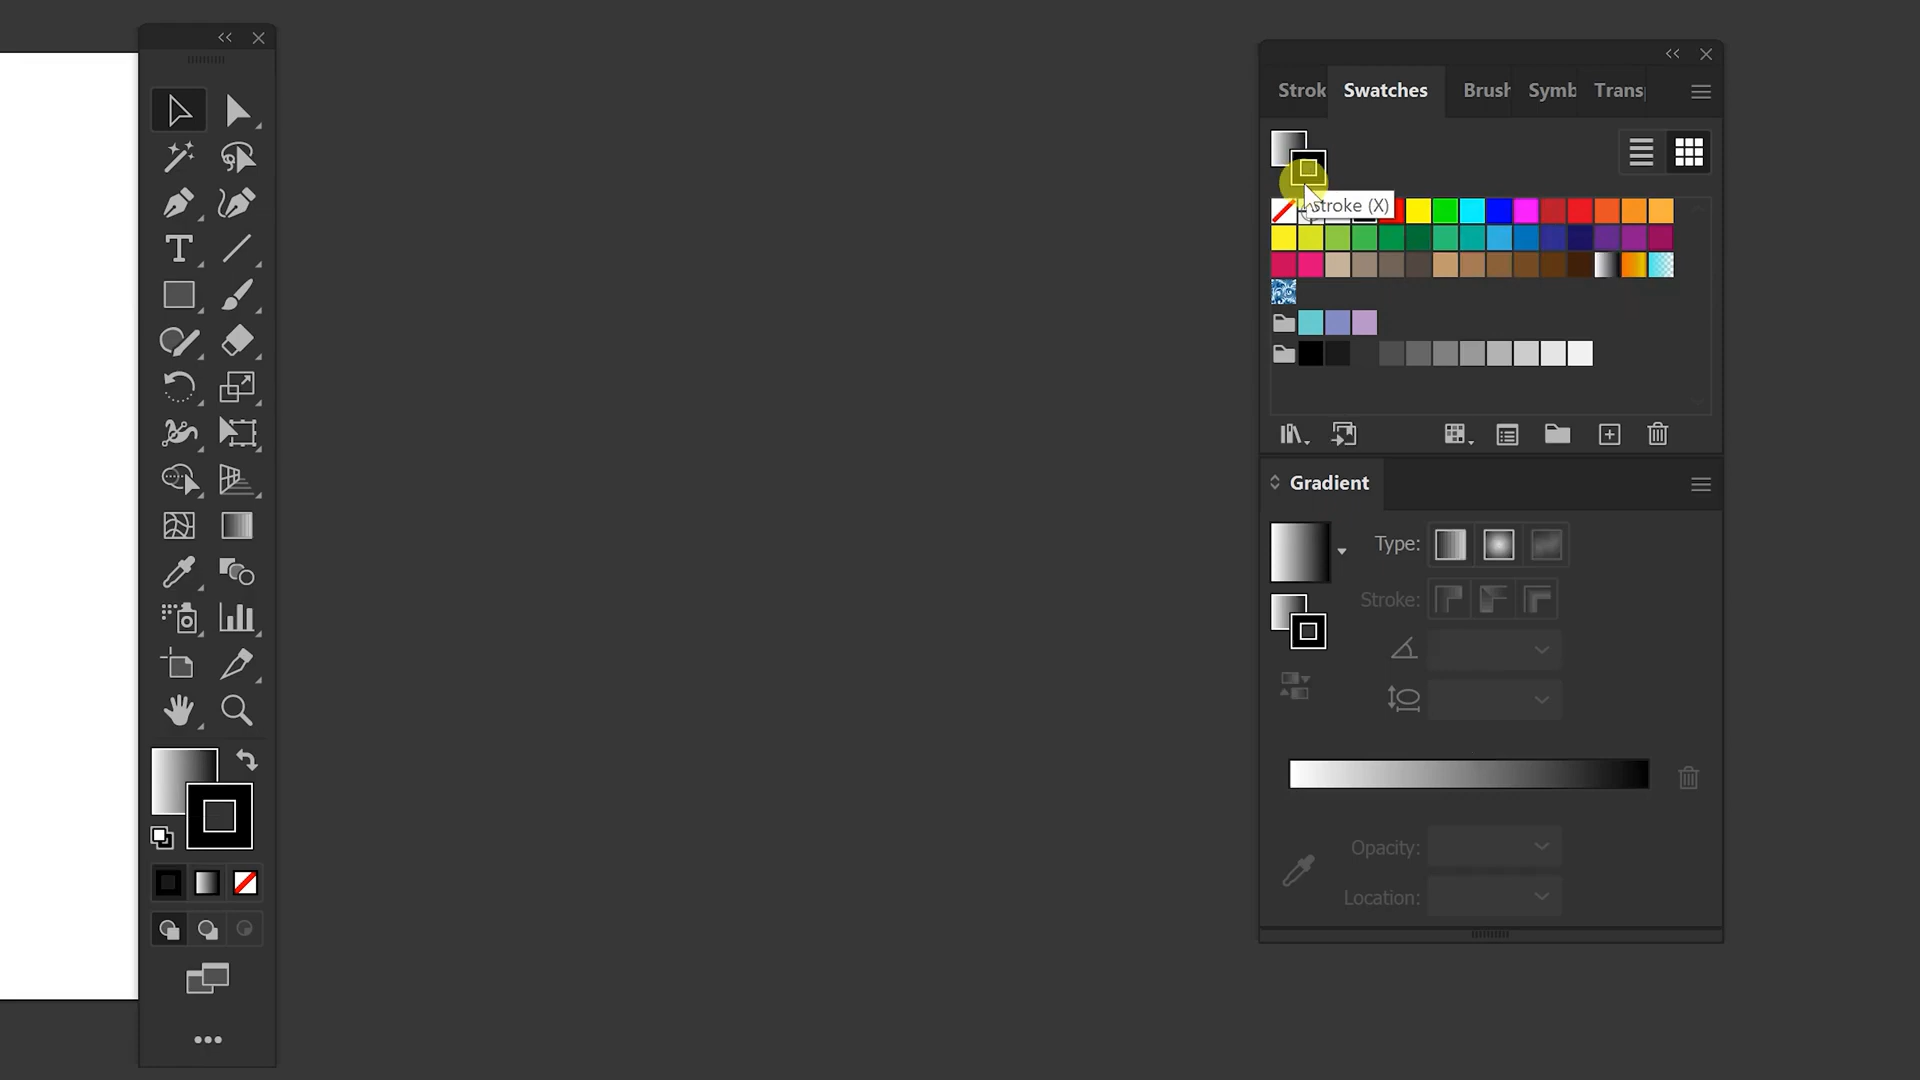 Strok Swatches Brush Symb Trans
Stroke (X)
Gradient
Type:
Stroke:
Opacity:
Location: